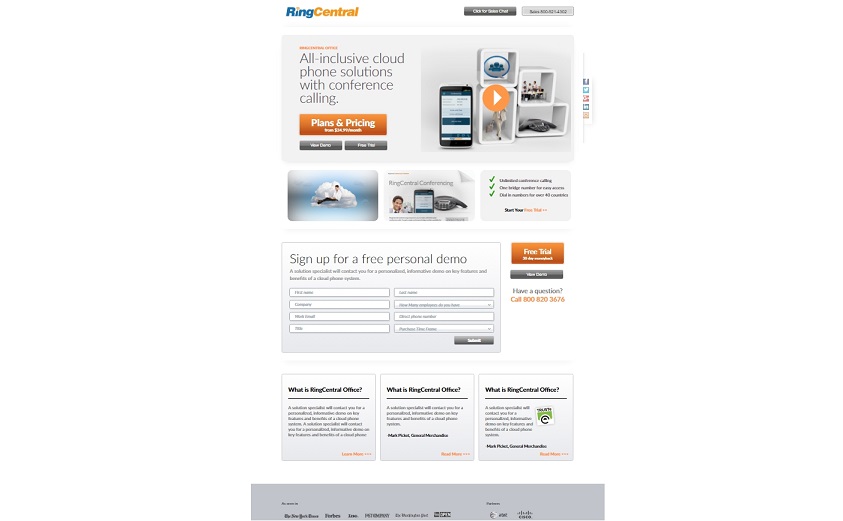 RingCentral
Click for Sales Chat
RINGCENTRAL OFFICE
All-inclusive cloud
phone solutions
with conference
calling.
Plans & Pricing
from $24.99/month
View Demo
Free Trial
RingCentral Conferencing
Unlimited conference calling
One bridge number for easy access
Dial in numbers for over 40 countries
Start Your Free Trial >>
Sign up for a free personal demo
A solution specialist will contact you for a personalized, informative demo on key features and
benefits of a cloud phone system.
First name
Last name
Company
How Many employees do you have
Work Email
Direct phone number
Title
Purchase Time Frame
Submit
Free Trial
30-day moneyback
View Demo
Have a question?
Call 800 820 3676
What is RingCentral Office?
A solution specialist will contact you for a
personalized, informative demo on key
features and benefits of a cloud phone
system. A solution specialist will contact
you for a personalized, informative demo on
key features and benefits of a cloud phone
Learn More >>>
What is RingCentral Office?
A solution specialist will contact you for a
personalized, informative demo on key
features and benefits of a cloud phone
system.
-Mark Picket, General Merchandise
Read More >>>
What is RingCentral Office?
A solution specialist will
contact you for a
personalized, informative
demo on key features and
benefits of a cloud phone
system.
TRUSTe
-Mark Picket, General Merchandise
Read More >>>
As seen in
The New York Times
Forbes
Inc.
PC COMPANY
The Washington Post
Partners
at&t
CISCO